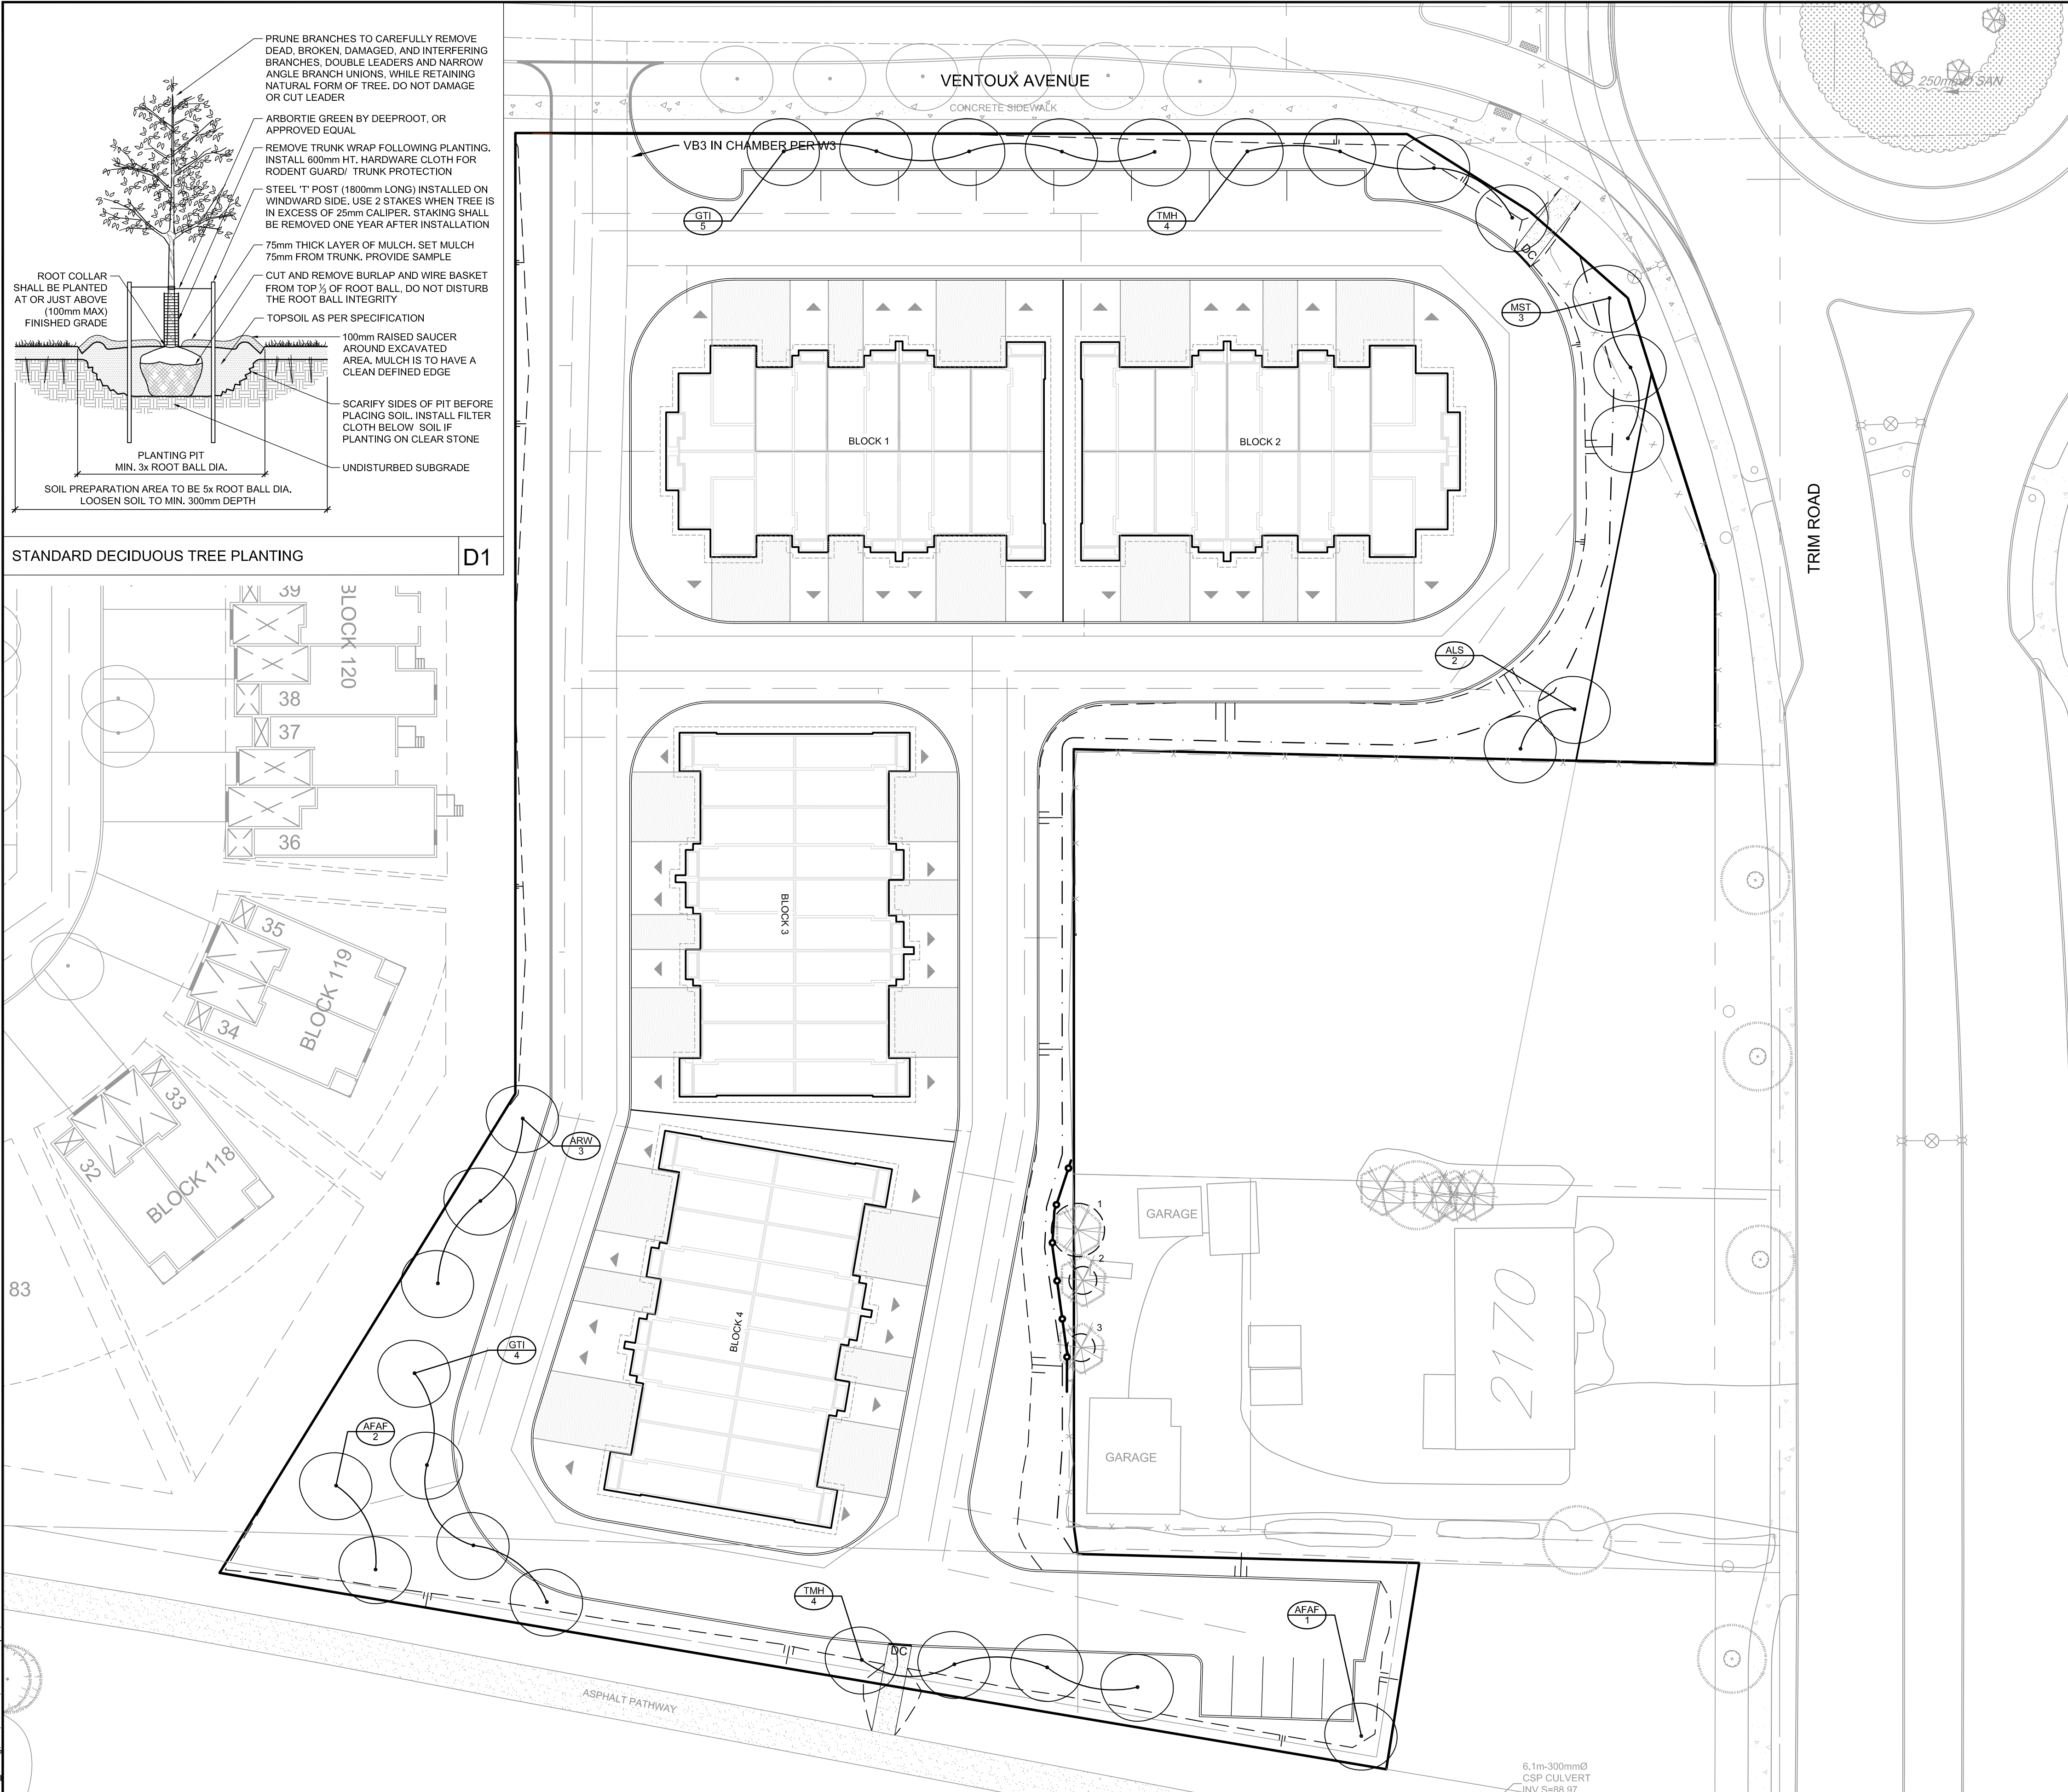 PRUNE BRANCHES TO CAREFULLY REMOVE
DEAD, BROKEN, DAMAGED, AND INTERFERING
BRANCHES, DOUBLE LEADERS AND NARROW
ANGLE BRANCH UNIONS, WHILE RETAINING
NATURAL FORM OF TREE. DO NOT DAMAGE
OR CUT LEADER
ARBORTIE GREEN BY DEEPROOT, OR
APPROVED EQUAL
REMOVE TRUNK WRAP FOLLOWING PLANTING.
INSTALL 600mm HT. HARDWARE CLOTH FOR
RODENT GUARD/ TRUNK PROTECTION
STEEL 'T' POST (1800mm LONG) INSTALLED ON
WINDWARD SIDE. USE 2 STAKES WHEN TREE IS
IN EXCESS OF 25mm CALIPER. STAKING SHALL
BE REMOVED ONE YEAR AFTER INSTALLATION
75mm THICK LAYER OF MULCH. SET MULCH
75mm FROM TRUNK. PROVIDE SAMPLE
CUT AND REMOVE BURLAP AND WIRE BASKET
FROM TOP 1/3 OF ROOT BALL, DO NOT DISTURB
THE ROOT BALL INTEGRITY
TOPSOIL AS PER SPECIFICATION
100mm RAISED SAUCER
AROUND EXCAVATED
AREA. MULCH IS TO HAVE A
CLEAN DEFINED EDGE
SCARIFY SIDES OF PIT BEFORE
PLACING SOIL. INSTALL FILTER
CLOTH BELOW SOIL IF
PLANTING ON CLEAR STONE
UNDISTURBED SUBGRADE
ROOT COLLAR
SHALL BE PLANTED
AT OR JUST ABOVE
(100mm MAX)
FINISHED GRADE
PLANTING PIT
MIN. 3x ROOT BALL DIA.
SOIL PREPARATION AREA TO BE 5x ROOT BALL DIA.
LOOSEN SOIL TO MIN. 300mm DEPTH
STANDARD DECIDUOUS TREE PLANTING
D1
VENTOUX AVENUE
CONCRETE SIDEWALK
250mmØ SAN
VB3 IN CHAMBER PER W3
GTI
5
TMH
4
DC
MST
3
BLOCK 1
BLOCK 2
TRIM ROAD
ALS
2
39
BLOCK 120
38
37
36
35
BLOCK 119
34
33
32
BLOCK 118
83
BLOCK 3
ARW
3
BLOCK 4
GTI
4
AFAF
2
1
2
3
GARAGE
GARAGE
2170
TMH
4
DC
AFAF
1
ASPHALT PATHWAY
6.1m-300mmØ
CSP CULVERT
INV S=88.97